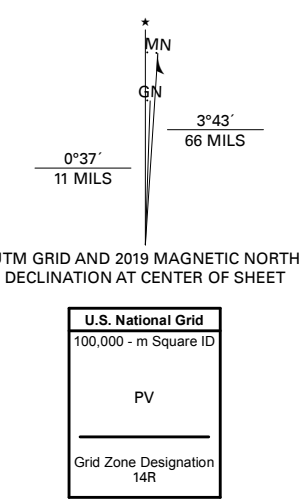 MN
GN
3°43´
66 MILS
0°37´
11 MILS
UTM GRID AND 2019 MAGNETIC NORTH
DECLINATION AT CENTER OF SHEET
U.S. National Grid
100,000 - m Square ID
PV
Grid Zone Designation
14R